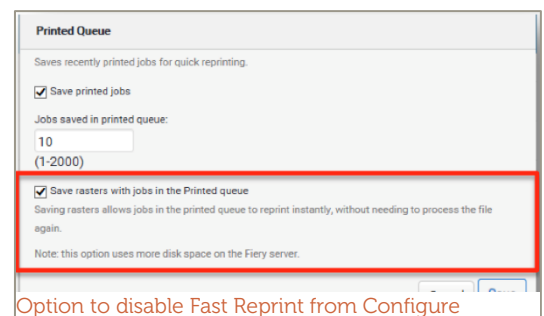 Printed Queue
Saves recently printed jobs for quick reprinting.
Save printed jobs
Jobs saved in printed queue:
10
(1-2000)
Save rasters with jobs in the Printed queue
Saving rasters allows jobs in the printed queue to reprint instantly, without needing to process the file
again.
Note: this option uses more disk space on the Fiery server.
Option to disable Fast Reprint from Configure